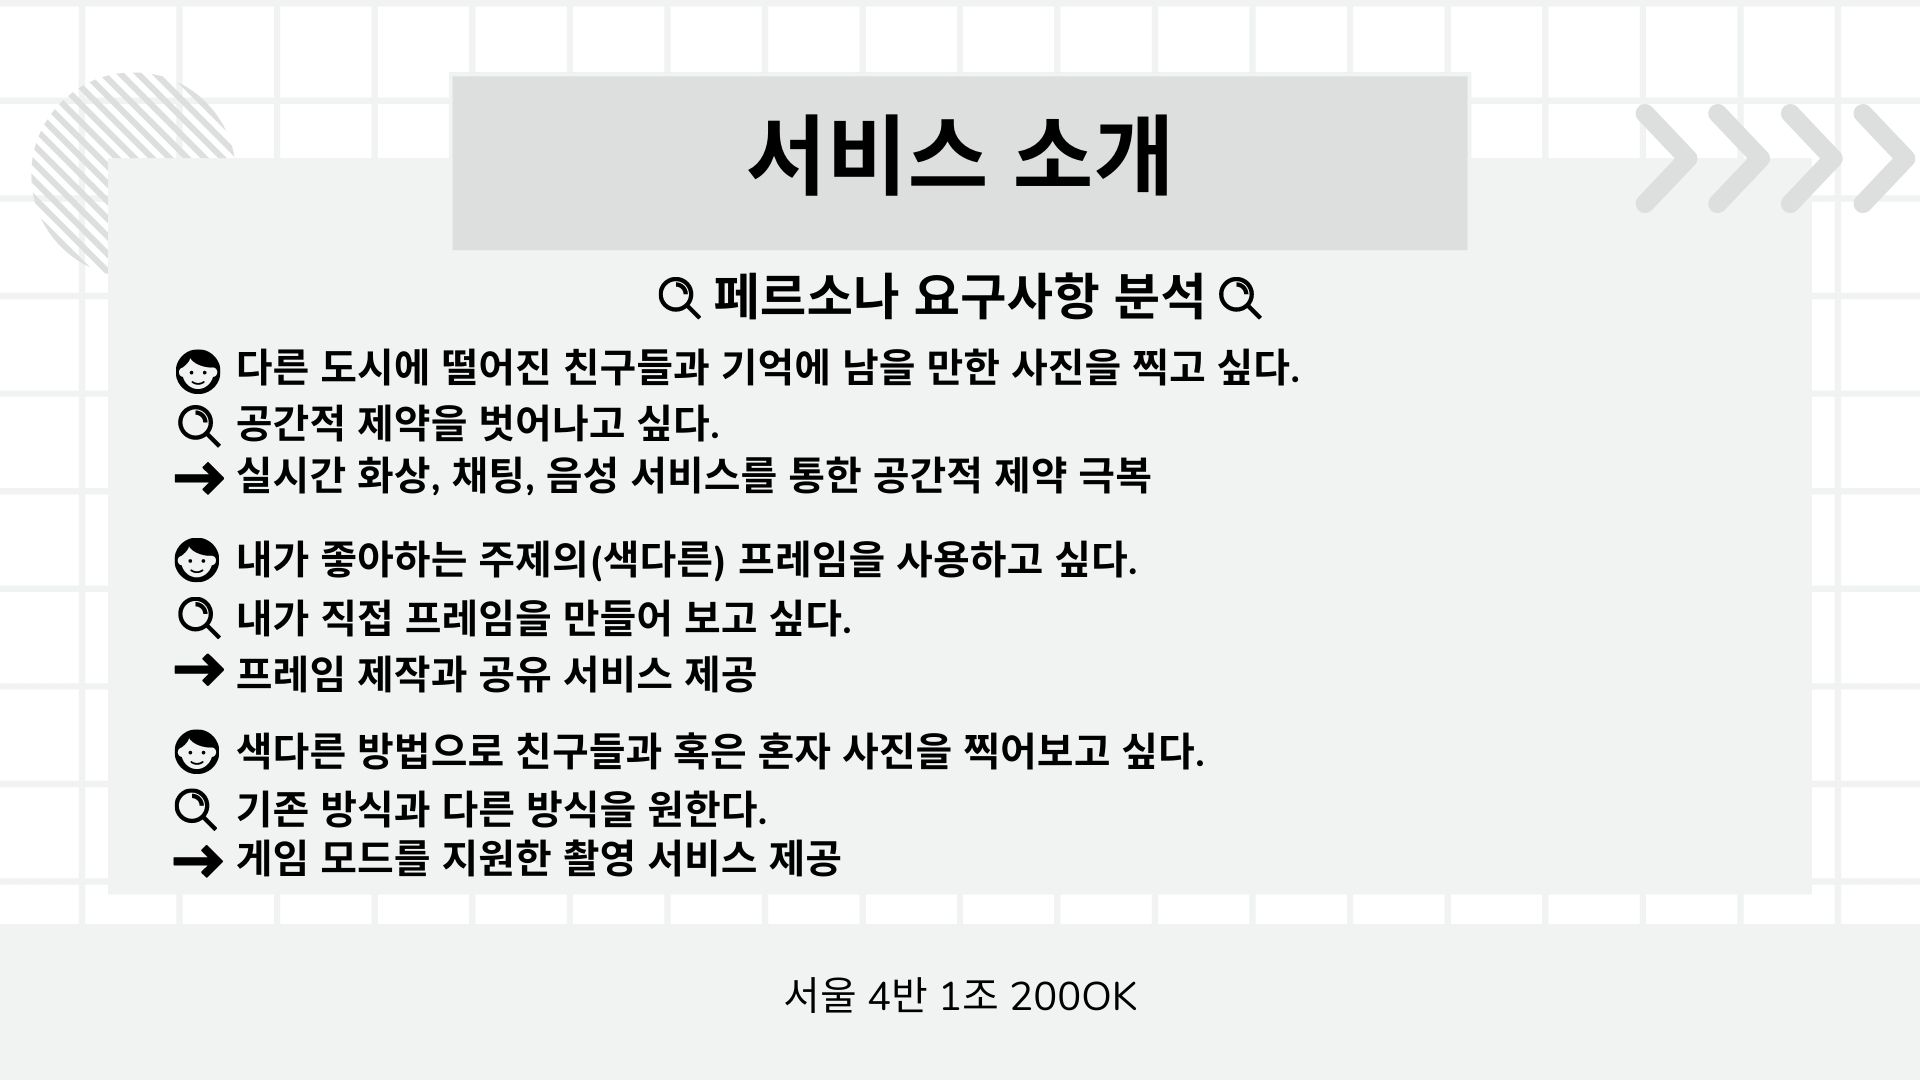 서비스 소개
페르소나 요구사항 분석
다른 도시에 떨어진 친구들과 기억에 남을 만한 사진을 찍고 싶다.
공간적 제약을 벗어나고 싶다.
실시간 화상, 채팅, 음성 서비스를 통한 공간적 제약 극복
내가 좋아하는 주제의(색다른) 프레임을 사용하고 싶다.
내가 직접 프레임을 만들어 보고 싶다.
프레임 제작과 공유 서비스 제공
색다른 방법으로 친구들과 혹은 혼자 사진을 찍어보고 싶다.
기존 방식과 다른 방식을 원한다.
게임 모드를 지원한 촬영 서비스 제공
서울 4반 1조 200OK